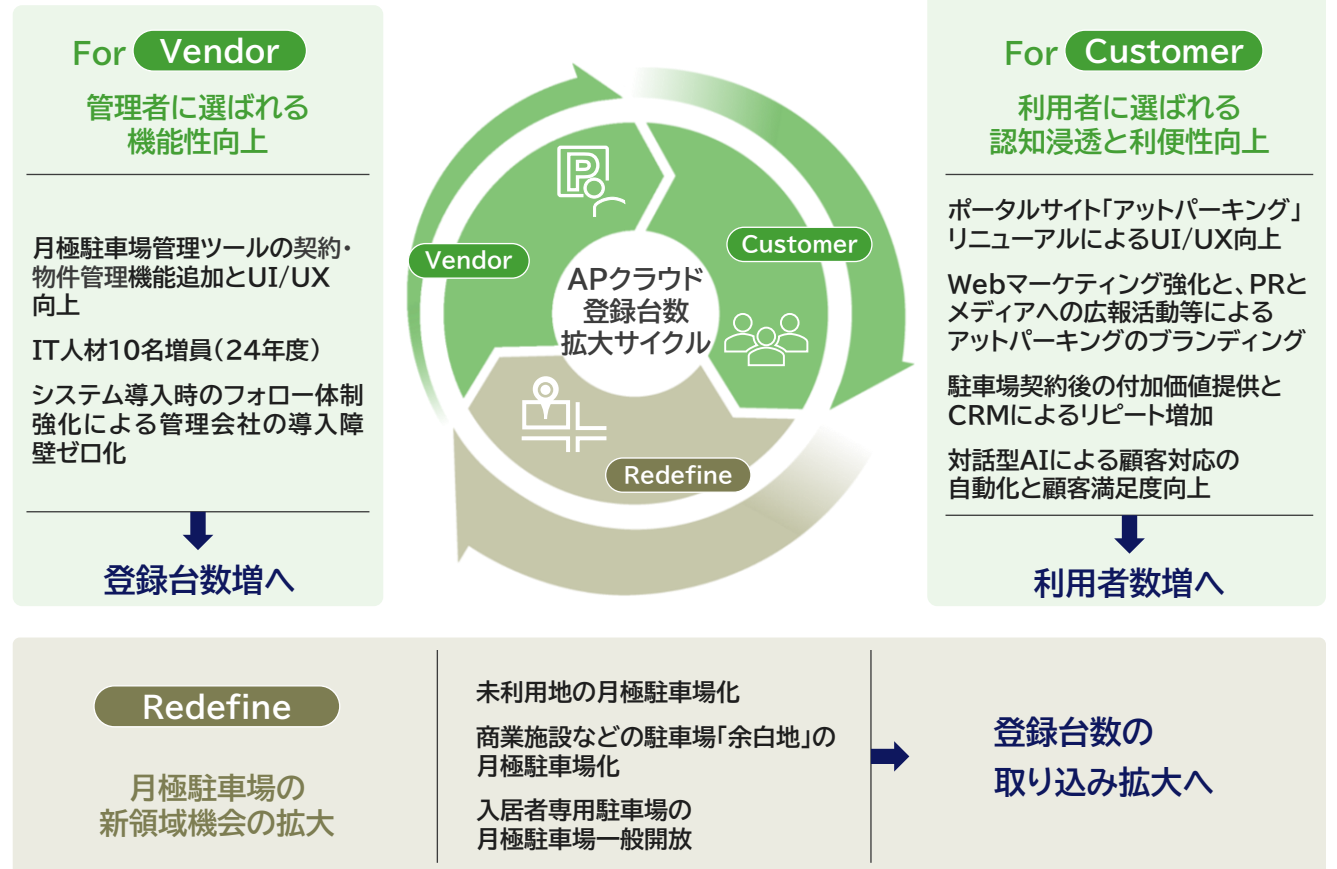 For Vendor
管理者に選ばれる
機能性向上
月極駐車場管理ツールの契約・
物件管理機能追加とUI/UX
向上
IT人材10名増員（24年度）
システム導入時のフォロー体制
強化による管理会社の導入障
壁ゼロ化
登録台数増へ
Vendor
Customer
APクラウド
登録台数
拡大サイクル
Redefine
For Customer
利用者に選ばれる
認知浸透と利便性向上
ポータルサイト「アットパーキング」
リニューアルによるUI/UX向上
Webマーケティング強化と、PRと
メディアへの広報活動等による
アットパーキングのブランディング
駐車場契約後の付加価値提供と
CRMによるリピート増加
対話型AIによる顧客対応の
自動化と顧客満足度向上
利用者数増へ
Redefine
月極駐車場の
新領域機会の拡大
未利用地の月極駐車場化
商業施設などの駐車場「余白地」の
月極駐車場化
入居者専用駐車場の
月極駐車場一般開放
登録台数の
取り込み拡大へ